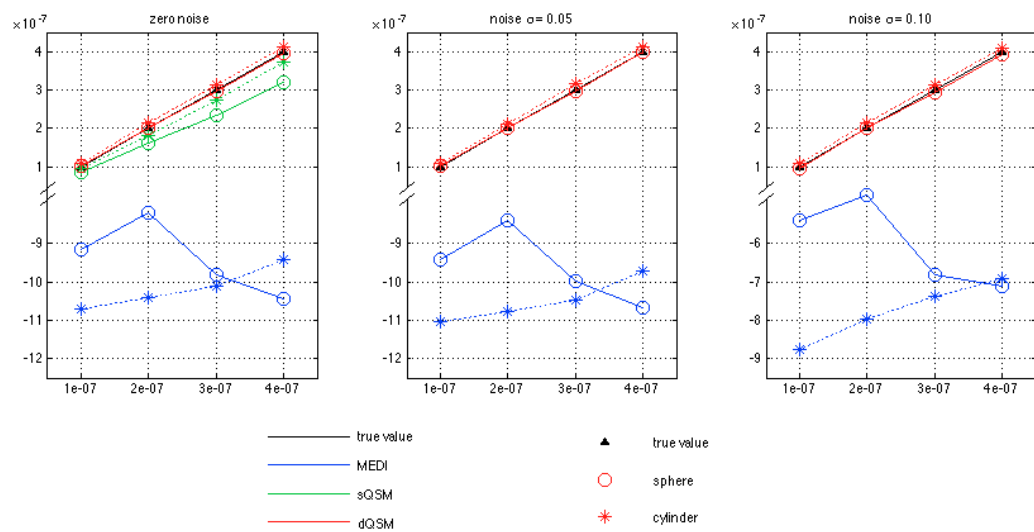 zero noise
noise σ= 0.05
noise σ= 0.10
×10⁻⁷
×10⁻⁷
×10⁻⁷
4
3
2
1
-9
-10
-11
-12
1e-07 2e-07 3e-07 4e-07
4
3
2
1
-9
-10
-11
-12
1e-07 2e-07 3e-07 4e-07
4
3
2
1
-6
-7
-8
-9
1e-07 2e-07 3e-07 4e-07
true value
MEDI
sQSM
dQSM
true value
sphere
cylinder